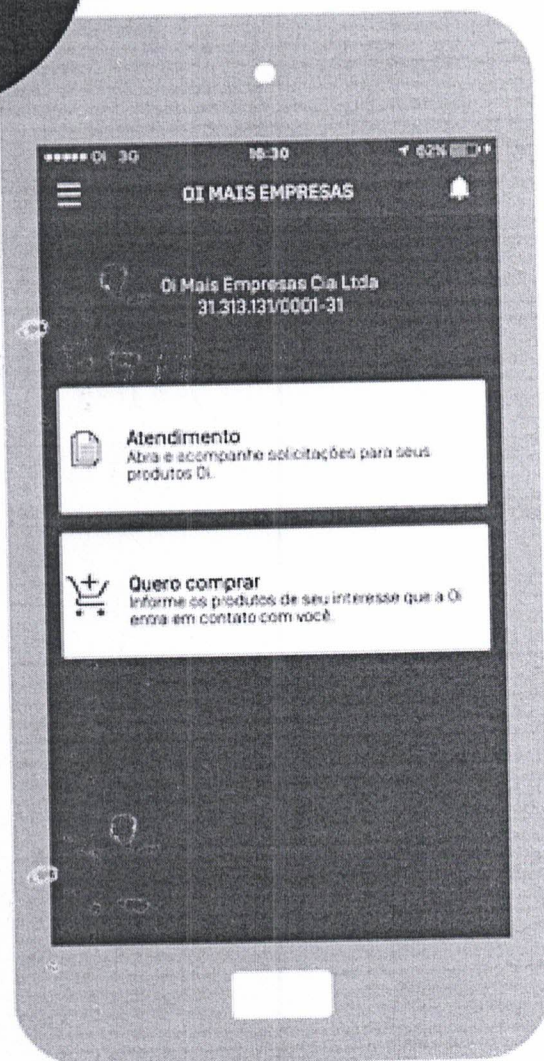 Oi 3G 16:30 62%
OI MAIS EMPRESAS
Oi Mais Empresas Cia Ltda
31.313.131/0001-31
Atendimento
Abra e acompanhe solicitações para seus
produtos Oi.
Quero comprar
Informe os produtos de seu interesse que a Oi
entra em contato com você.